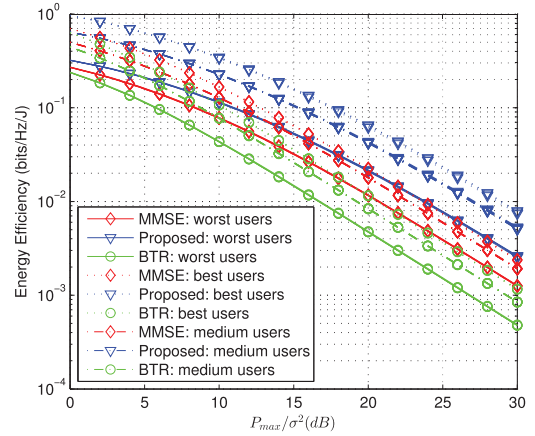 10^0
10^-1
10^-2
10^-3
10^-4
Energy Efficiency (bits/Hz/J)
MMSE: worst users
Proposed: worst users
BTR: worst users
MMSE: best users
Proposed: best users
BTR: best users
MMSE: medium users
Proposed: medium users
BTR: medium users
0 5 10 15 20 25 30
P_max/σ^2(dB)